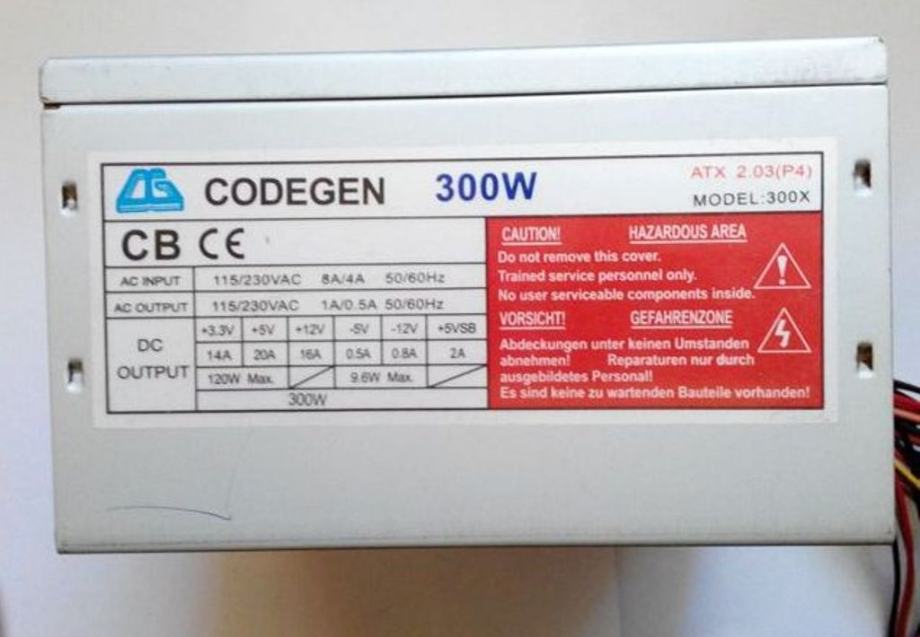 CG CODEGEN 300W ATX 2.03(P4)
MODEL:300X
CB CE
AC INPUT 115/230VAC 8A/4A 50/60Hz
AC OUTPUT 115/230VAC 1A/0.5A 50/60Hz
DC OUTPUT
+3.3V +5V +12V -5V -12V +5VSB
14A 20A 16A 0.5A 0.8A 2A
120W Max. 9.6W Max.
300W
CAUTION! HAZARDOUS AREA
Do not remove this cover.
Trained service personnel only.
No user serviceable components inside.
VORSICHT! GEFAHRENZONE
Abdeckungen unter keinen Umstanden
abnehmen! Reparaturen nur durch
ausgebildetes Personal!
Es sind keine zu wartenden Bauteile vorhanden!